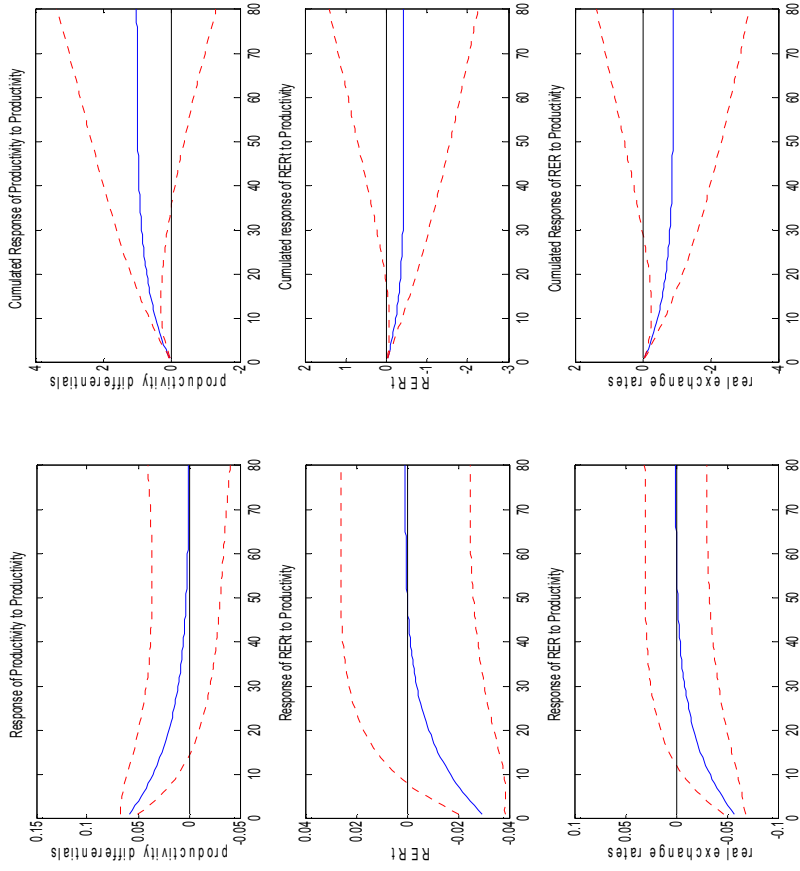 Response of Productivity to Productivity
productivity differentials
0.15
0.1
0.05
0
-0.05
0 10 20 30 40 50 60 70 80
Cumulated Response of Productivity to Productivity
productivity differentials
4
2
0
-2
0 10 20 30 40 50 60 70 80
Response of RERt to Productivity
RERt
0.04
0.02
0
-0.02
-0.04
0 10 20 30 40 50 60 70 80
Cumulated response of RERt to Productivity
RERt
2
1
0
-1
-2
-3
0 10 20 30 40 50 60 70 80
Response of RER to Productivity
real exchange rates
0.1
0.05
0
-0.05
-0.1
0 10 20 30 40 50 60 70 80
Cumulated Response of RER to Productivity
real exchange rates
2
0
-2
-4
0 10 20 30 40 50 60 70 80